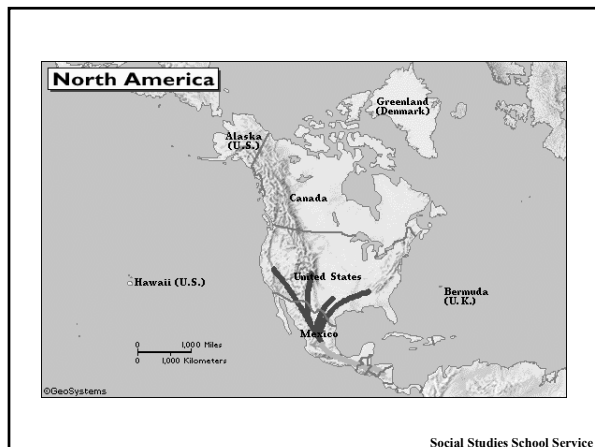 North America
Greenland
(Denmark)
Alaska
(U.S.)
Canada
United States
Hawaii (U.S.)
Bermuda
(U.K.)
Mexico
0 1,000 Miles
0 1,000 Kilometers
©GeoSystems
Social Studies School Service